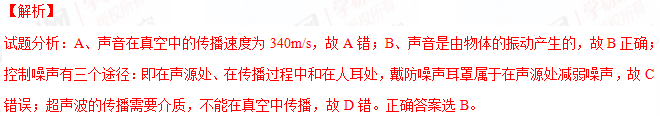 【解析】
试题分析：A、声音在真空中的传播速度为 340m/s，故 A 错；B、声音是由物体的振动产生的，故 B 正确；
控制噪声有三个途径：即在声源处、在传播过程中和在人耳处，戴防噪声耳罩属于在声源处减弱噪声，故 C
错误；超声波的传播需要介质，不能在真空中传播，故 D 错。正确答案选 B。